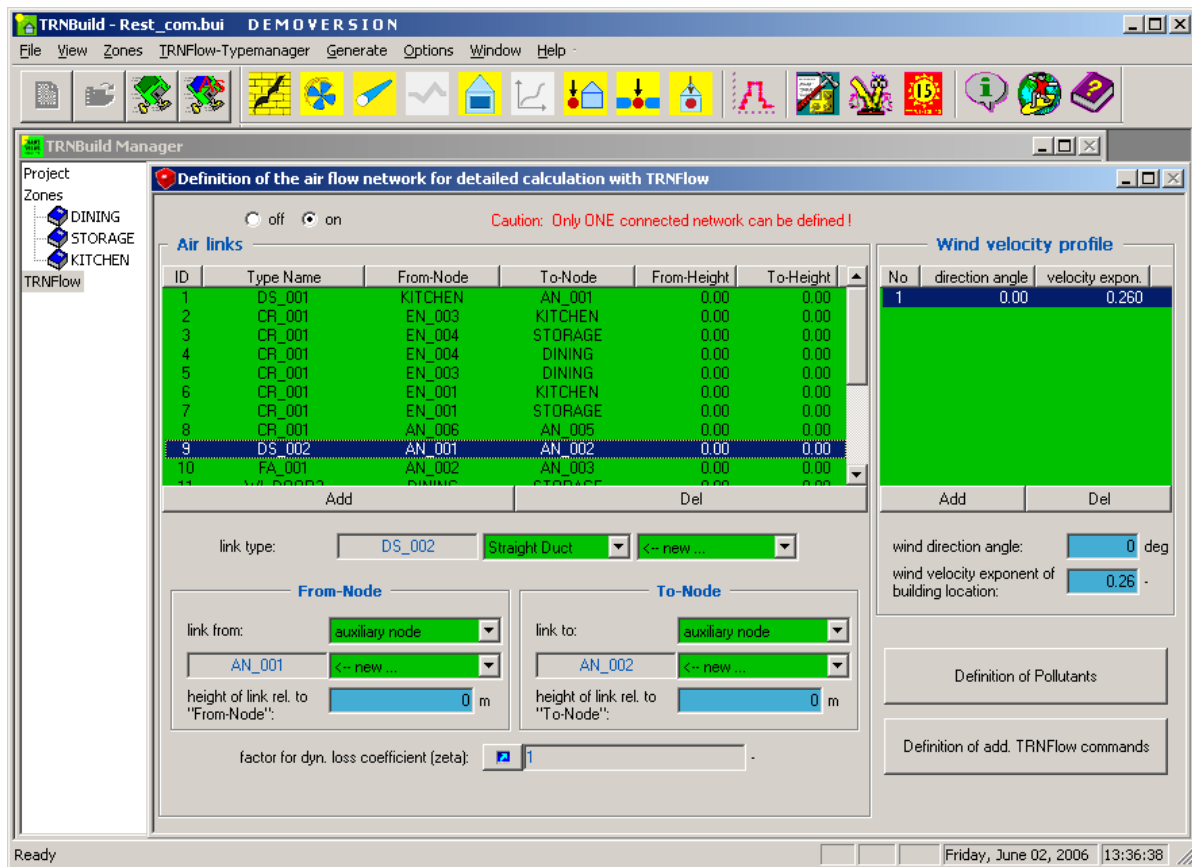 TRNBuild - Rest_com.bui    D E M O V E R S I O N
File View Zones TRNFlow-Typemanager Generate Options Window Help
15
TRNBuild Manager
Project
Zones
DINING
STORAGE
KITCHEN
TRNFlow
Definition of the air flow network for detailed calculation with TRNFlow
off on Caution: Only ONE connected network can be defined !
Air links
ID Type Name From-Node To-Node From-Height To-Height
1 DS_001 KITCHEN AN_001 0.00 0.00
2 CR_001 EN_003 KITCHEN 0.00 0.00
3 CR_001 EN_004 STORAGE 0.00 0.00
4 CR_001 EN_004 DINING 0.00 0.00
5 CR_001 EN_003 DINING 0.00 0.00
6 CR_001 EN_001 KITCHEN 0.00 0.00
7 CR_001 EN_001 STORAGE 0.00 0.00
8 CR_001 AN_006 AN_005 0.00 0.00
9 DS_002 AN_001 AN_002 0.00 0.00
10 FA_001 AN_002 AN_003 0.00 0.00
Add Del
link type: DS_002 Straight Duct <-- new ...
From-Node
link from: auxiliary node
AN_001 <-- new ...
height of link rel. to
"From-Node": 0 m
To-Node
link to: auxiliary node
AN_002 <-- new ...
height of link rel. to
"To-Node": 0 m
factor for dyn. loss coefficient (zeta): 1 -
Wind velocity profile
No direction angle velocity expon.
1 0.00 0.260
Add Del
wind direction angle: 0 deg
wind velocity exponent of
building location: 0.26 -
Definition of Pollutants
Definition of add. TRNFlow commands
Ready Friday, June 02, 2006 13:36:38